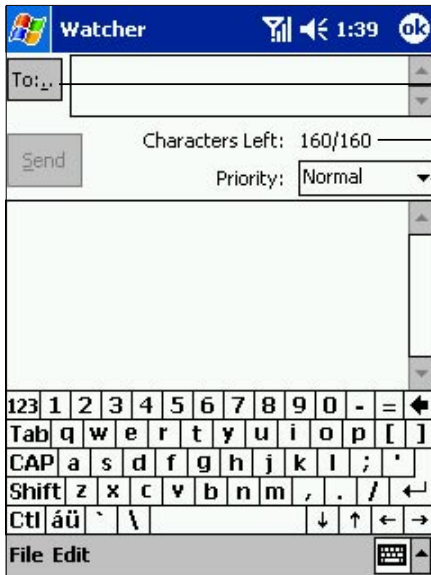 Watcher 1:39 ok
To:...
Characters Left: 160/160
Send
Priority: Normal
123 1 2 3 4 5 6 7 8 9 0 - =
Tab q w e r t y u i o p [ ]
CAP a s d f g h j k l ; '
Shift z x c v b n m , . /
Ctl áü ` \ ↓ ↑ ← →
File Edit